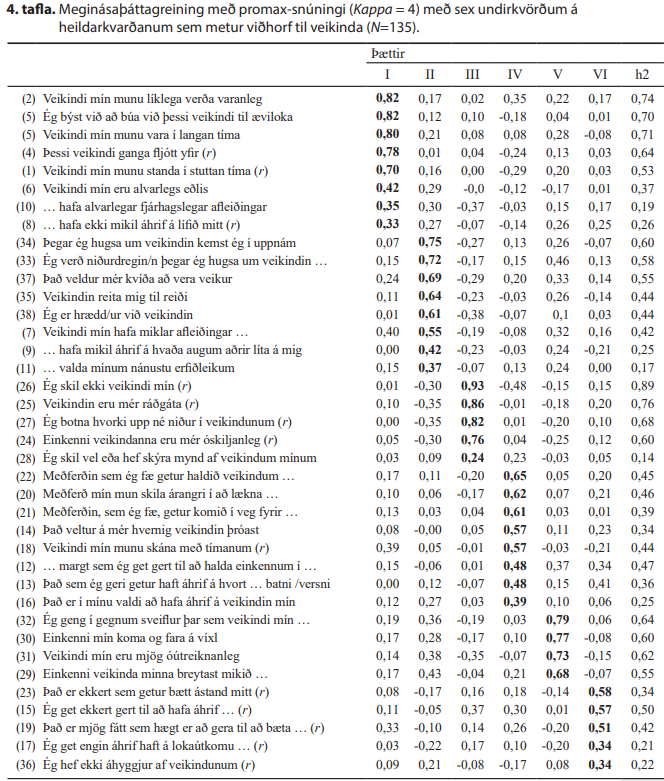 4. tafla. Meginásaþáttagreining með promax-snúningi (Kappa = 4) með sex undirkvörðum á
heildarkvarðanum sem metur viðhorf til veikinda (N=135).
Þættir
I II III IV V VI h2
(2) Veikindi mín munu líklega verða varanleg 0,82 0,17 0,02 0,35 0,22 0,17 0,74
(5) Ég býst við að búa við þessi veikindi til æviloka 0,82 0,12 0,10 -0,18 0,04 0,01 0,70
(5) Veikindi mín munu vara í langan tíma 0,80 0,21 0,08 0,08 0,28 -0,08 0,71
(4) Þessi veikindi ganga fljótt yfir (r) 0,78 0,01 0,04 -0,24 0,13 0,03 0,64
(1) Veikindi mín munu standa í stuttan tíma (r) 0,70 0,16 0,00 -0,29 0,20 0,03 0,53
(6) Veikindi mín eru alvarlegs eðlis 0,42 0,29 -0,0 -0,12 -0,17 0,01 0,37
(10) … hafa alvarlegar fjárhagslegar afleiðingar 0,35 0,30 -0,37 -0,03 0,15 0,17 0,19
(8) … hafa ekki mikil áhrif á lífið mitt (r) 0,33 0,27 -0,07 -0,14 0,26 0,25 0,26
(34) Þegar ég hugsa um veikindin kemst ég í uppnám 0,07 0,75 -0,27 0,13 0,26 -0,07 0,60
(33) Ég verð niðurdregin/n þegar ég hugsa um veikindin … 0,15 0,72 -0,17 0,15 0,46 0,13 0,58
(37) Það veldur mér kvíða að vera veikur 0,24 0,69 -0,29 0,20 0,33 0,14 0,55
(35) Veikindin reita mig til reiði 0,11 0,64 -0,23 -0,03 0,26 -0,14 0,44
(38) Ég er hrædd/ur við veikindin 0,01 0,61 -0,38 -0,07 0,1 0,03 0,44
(7) Veikindi mín hafa miklar afleiðingar … 0,40 0,55 -0,19 -0,08 0,32 0,16 0,42
(9) … hafa mikil áhrif á hvaða augum aðrir líta á mig 0,00 0,42 -0,23 -0,03 0,24 -0,21 0,25
(11) … valda mínum nánustu erfiðleikum 0,15 0,37 -0,07 0,13 0,24 0,00 0,17
(26) Ég skil ekki veikindi mín (r) 0,01 -0,30 0,93 -0,48 -0,15 0,15 0,89
(25) Veikindin eru mér ráðgáta (r) 0,10 -0,35 0,86 -0,01 -0,18 0,20 0,76
(27) Ég botna hvorki upp né niður í veikindunum (r) 0,00 -0,35 0,82 0,01 -0,20 0,10 0,68
(24) Einkenni veikindanna eru mér óskiljanleg (r) 0,05 -0,30 0,76 0,04 -0,25 0,12 0,60
(28) Ég skil vel eða hef skýra mynd af veikindum mínum 0,03 0,09 0,24 0,23 -0,03 0,05 0,14
(22) Meðferðin sem ég fæ getur haldið veikindum … 0,17 0,11 -0,20 0,65 0,05 0,20 0,45
(20) Meðferð mín mun skila árangri í að lækna … 0,10 0,06 -0,17 0,62 0,07 0,21 0,46
(21) Meðferðin, sem ég fæ, getur komið í veg fyrir … 0,13 0,03 0,04 0,61 0,03 0,01 0,39
(14) Það veltur á mér hvernig veikindin þróast 0,08 -0,00 0,05 0,57 0,11 0,23 0,34
(18) Veikindi mín munu skána með tímanum (r) 0,39 0,05 -0,01 0,57 -0,03 -0,21 0,44
(12) … margt sem ég get gert til að halda einkennum í … 0,15 -0,06 0,01 0,48 0,37 0,34 0,47
(13) Það sem ég geri getur haft áhrif á hvort … batni /versni 0,00 0,12 -0,07 0,48 0,15 0,41 0,36
(16) Það er í mínu valdi að hafa áhrif á veikindin mín 0,12 0,27 0,03 0,39 0,10 0,06 0,25
(32) Ég geng í gegnum sveiflur þar sem veikindi mín … 0,19 0,36 -0,19 0,03 0,79 0,06 0,64
(30) Einkenni mín koma og fara á víxl 0,17 0,28 -0,17 0,10 0,77 -0,08 0,60
(31) Veikindi mín eru mjög óútreiknanleg 0,14 0,38 -0,35 -0,07 0,73 -0,15 0,62
(29) Einkenni veikinda minna breytast mikið … 0,17 0,43 -0,04 0,21 0,68 -0,07 0,55
(23) Það er ekkert sem getur bætt ástand mitt (r) 0,08 -0,17 0,16 0,18 -0,14 0,58 0,34
(15) Ég get ekkert gert til að hafa áhrif … (r) 0,11 -0,05 0,37 0,30 0,01 0,57 0,50
(19) Það er mjög fátt sem hægt er að gera til að bæta … (r) 0,33 -0,10 0,14 0,26 -0,20 0,51 0,42
(17) Ég get engin áhrif haft á lokaútkomu … (r) 0,03 -0,22 0,17 0,10 -0,20 0,34 0,21
(36) Ég hef ekki áhyggjur af veikindunum (r) 0,09 0,21 -0,08 -0,17 0,08 0,34 0,22